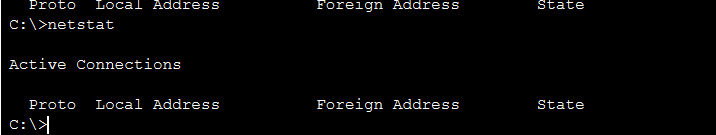 Proto  Local Address          Foreign Address        State
C:\>netstat
Active Connections
Proto  Local Address          Foreign Address        State
C:\>